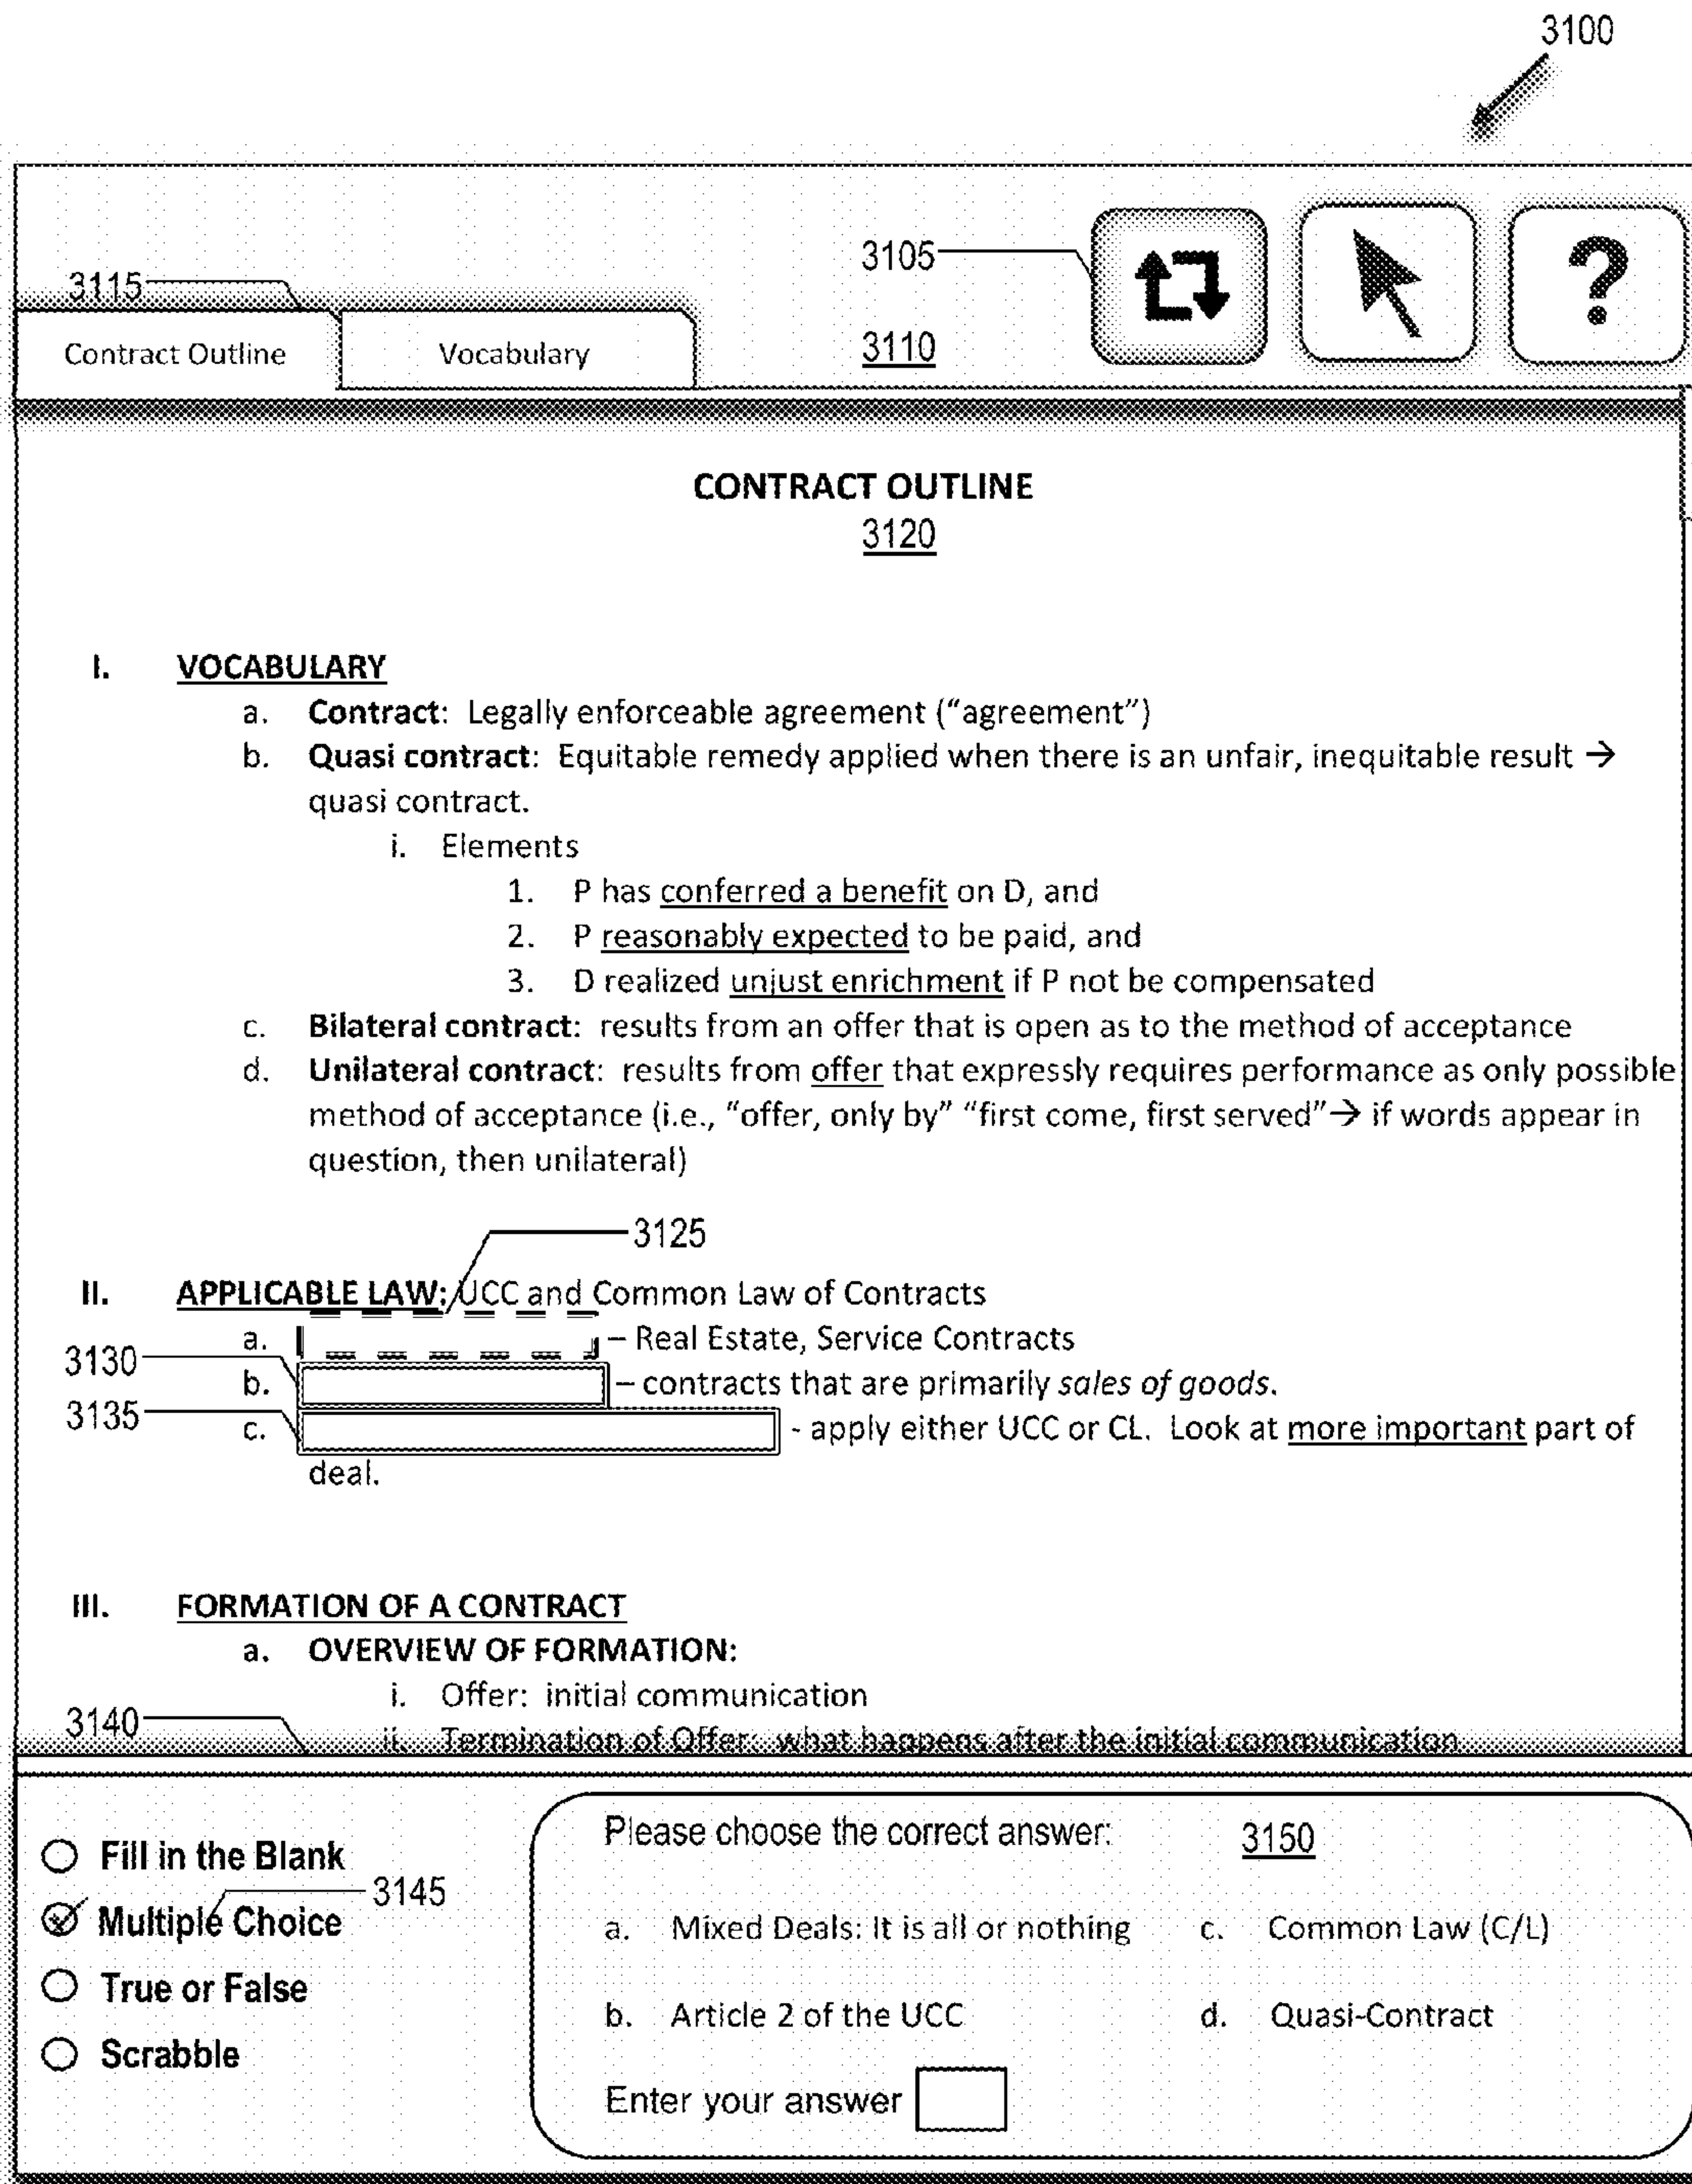 3100
3105
3115
Contract Outline
Vocabulary
3110
?
CONTRACT OUTLINE
3120
I. VOCABULARY
a. Contract: Legally enforceable agreement (“agreement”)
b. Quasi contract: Equitable remedy applied when there is an unfair, inequitable result →
quasi contract.
i. Elements
1. P has conferred a benefit on D, and
2. P reasonably expected to be paid, and
3. D realized unjust enrichment if P not be compensated
c. Bilateral contract: results from an offer that is open as to the method of acceptance
d. Unilateral contract: results from offer that expressly requires performance as only possible
method of acceptance (i.e., “offer, only by” “first come, first served”→ if words appear in
question, then unilateral)
3125
II. APPLICABLE LAW: UCC and Common Law of Contracts
a. – Real Estate, Service Contracts
3130
b. – contracts that are primarily sales of goods.
3135
c. - apply either UCC or CL. Look at more important part of
deal.
III. FORMATION OF A CONTRACT
a. OVERVIEW OF FORMATION:
i. Offer: initial communication
3140
ii. Termination of Offer: what happens after the initial communication
Fill in the Blank
3145
Multiple Choice
True or False
Scrabble
Please choose the correct answer: 3150
a. Mixed Deals: It is all or nothing c. Common Law (C/L)
b. Article 2 of the UCC d. Quasi-Contract
Enter your answer